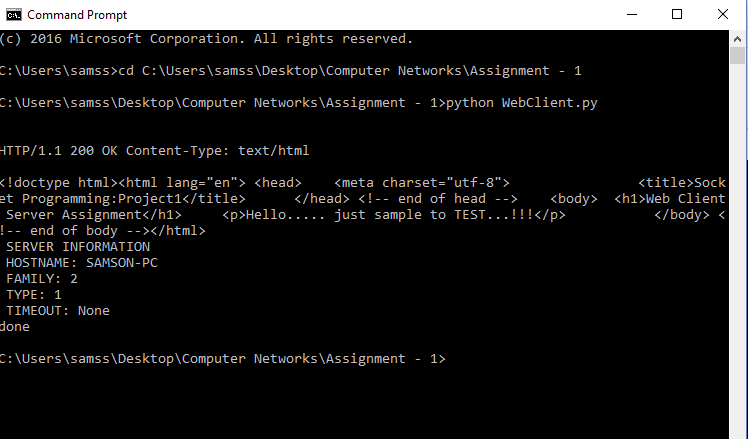 Command Prompt
(c) 2016 Microsoft Corporation. All rights reserved.
C:\Users\samss>cd C:\Users\samss\Desktop\Computer Networks\Assignment - 1
C:\Users\samss\Desktop\Computer Networks\Assignment - 1>python WebClient.py
HTTP/1.1 200 OK Content-Type: text/html
<!doctype html><html lang="en"> <head>    <meta charset="utf-8">                <title>Sock
et Programming:Project1</title>      </head> <!-- end of head -->    <body>  <h1>Web Client
 Server Assignment</h1>     <p>Hello..... just sample to TEST...!!!</p>           </body> <
!-- end of body --></html>
 SERVER INFORMATION
 HOSTNAME: SAMSON-PC
 FAMILY: 2
 TYPE: 1
 TIMEOUT: None
done
C:\Users\samss\Desktop\Computer Networks\Assignment - 1>